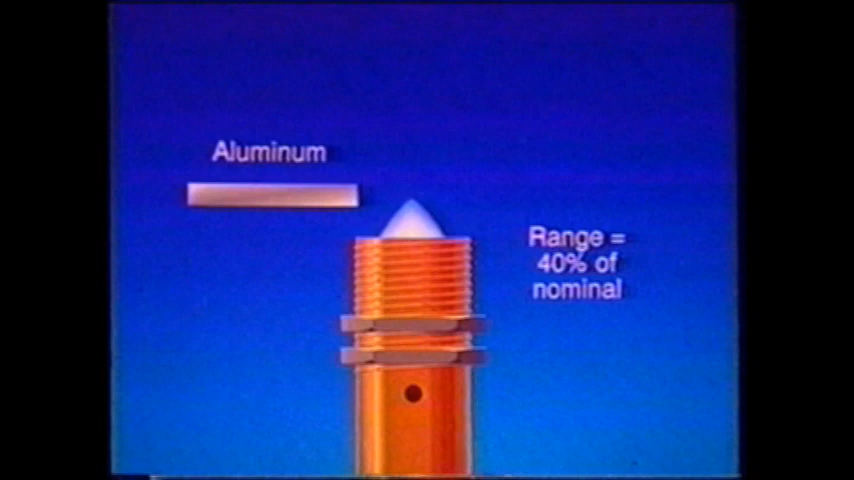 Aluminum
Range =
40% of
nominal